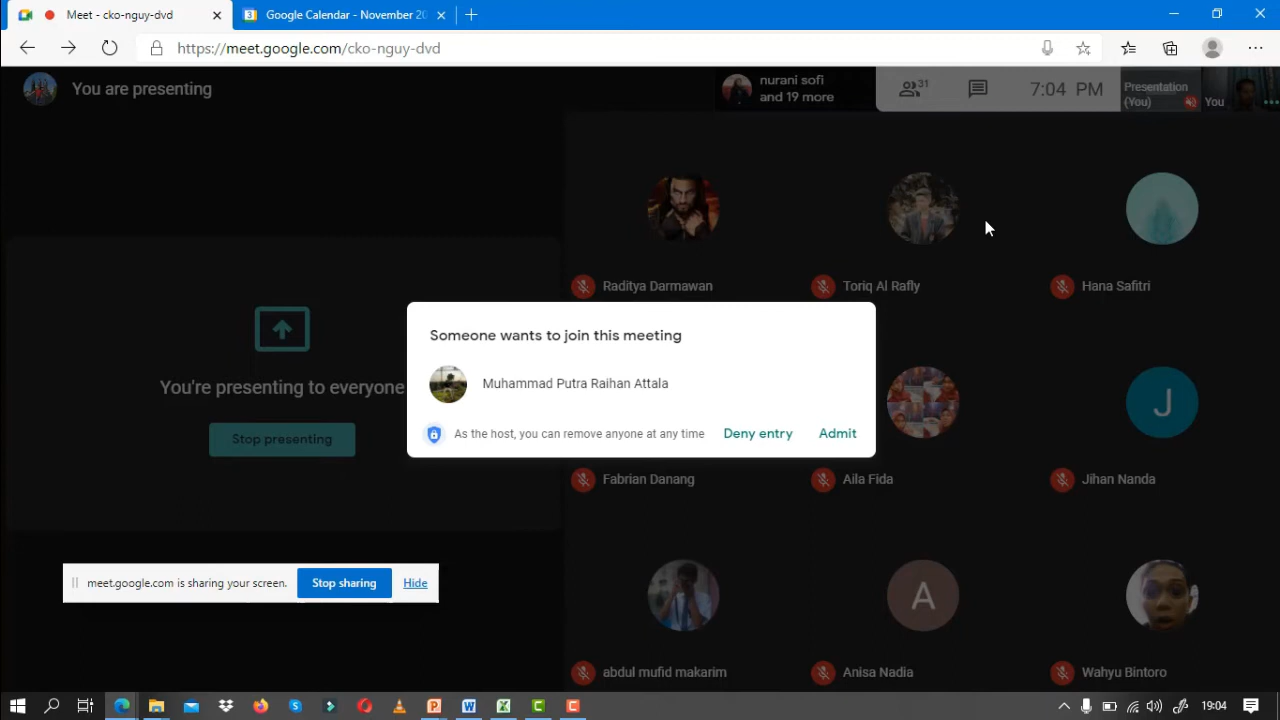 Meet - cko-nguy-dvd
Google Calendar - November 20
https://meet.google.com/cko-nguy-dvd
You are presenting
nurani sofi
and 19 more
31
7:04 PM
Presentation
(You)
You
Raditya Darmawan
Toriq Al Rafly
Hana Safitri
Someone wants to join this meeting
Muhammad Putra Raihan Attala
As the host, you can remove anyone at any time
Deny entry
Admit
You're presenting to everyone
Stop presenting
J
Fabrian Danang
Aila Fida
Jihan Nanda
meet.google.com is sharing your screen.
Stop sharing
Hide
A
abdul mufid makarim
Anisa Nadia
Wahyu Bintoro
19:04